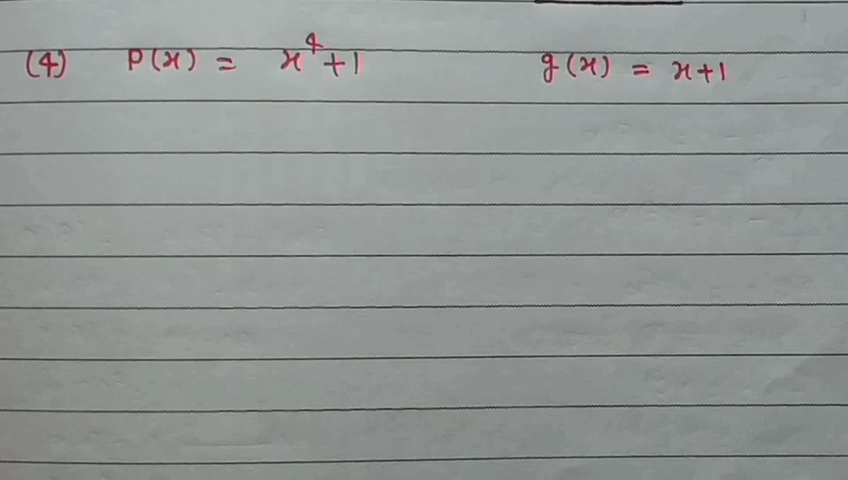 (4) P(x) = x⁴+1 g(x) = x+1